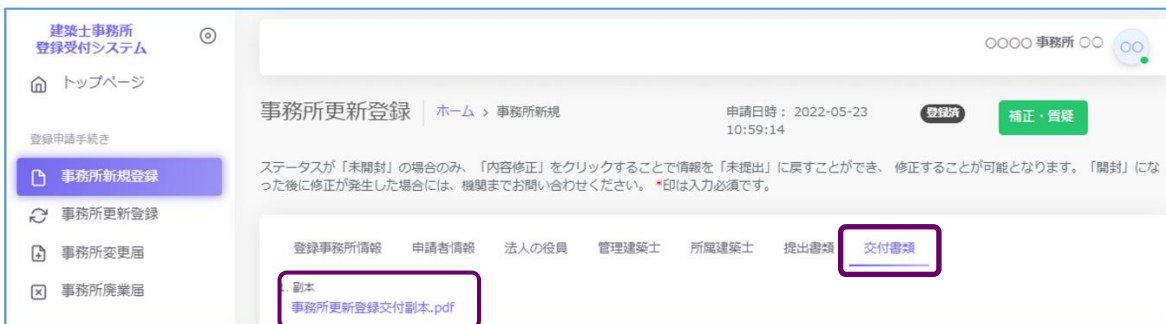 建築士事務所
登録受付システム
トップページ
登録申請手続き
事務所新規登録
事務所更新登録
事務所変更届
事務所廃業届
〇〇〇〇 事務所 〇〇
〇〇
事務所更新登録 ホーム > 事務所新規
申請日時： 2022-05-23
10:59:14
登録済
補正・質疑
ステータスが「未開封」の場合のみ、「内容修正」をクリックすることで情報を「未提出」に戻すことができ、 修正することが可能となります。「開封」にな
った後に修正が発生した場合には、機関までお問い合わせください。 *印は入力必須です。
登録事務所情報 申請者情報 法人の役員 管理建築士 所属建築士 提出書類 交付書類
1. 副本
事務所更新登録交付副本.pdf